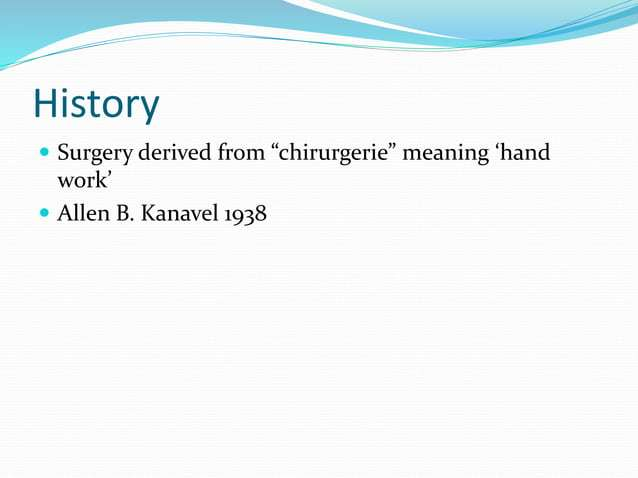 History
Surgery derived from “chirurgerie” meaning ‘hand
work’
Allen B. Kanavel 1938